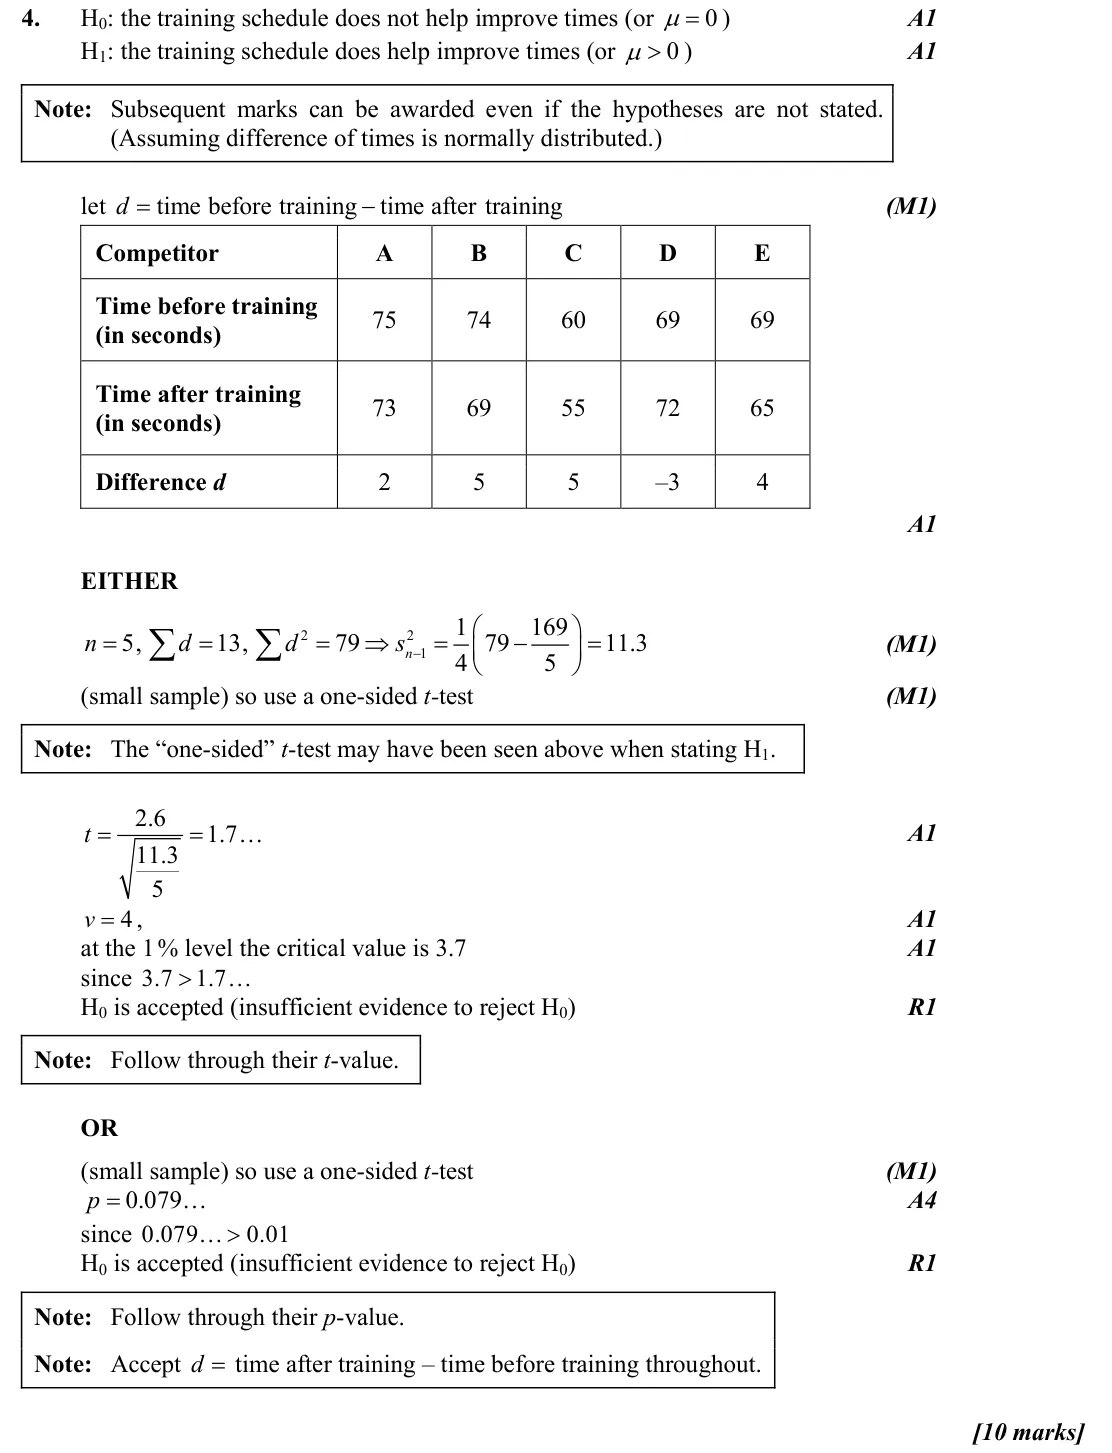 4. H₀: the training schedule does not help improve times (or μ = 0 ) A1
H₁: the training schedule does help improve times (or μ > 0 ) A1
Note: Subsequent marks can be awarded even if the hypotheses are not stated.
(Assuming difference of times is normally distributed.)
let d = time before training – time after training (M1)
Competitor A B C D E
Time before training
(in seconds) 75 74 60 69 69
Time after training
(in seconds) 73 69 55 72 65
Difference d 2 5 5 –3 4
A1
EITHER
n = 5, ∑d = 13, ∑d² = 79 ⇒ s²ₙ₋₁ = 1/4 (79 − 169/5) = 11.3 (M1)
(small sample) so use a one-sided t-test (M1)
Note: The “one-sided” t-test may have been seen above when stating H₁.
t = 2.6/√(11.3/5) = 1.7… A1
v = 4 , A1
at the 1% level the critical value is 3.7 A1
since 3.7 > 1.7…
H₀ is accepted (insufficient evidence to reject H₀) R1
Note: Follow through their t-value.
OR
(small sample) so use a one-sided t-test (M1)
p = 0.079… A4
since 0.079… > 0.01
H₀ is accepted (insufficient evidence to reject H₀) R1
Note: Follow through their p-value.
Note: Accept d = time after training – time before training throughout.
[10 marks]